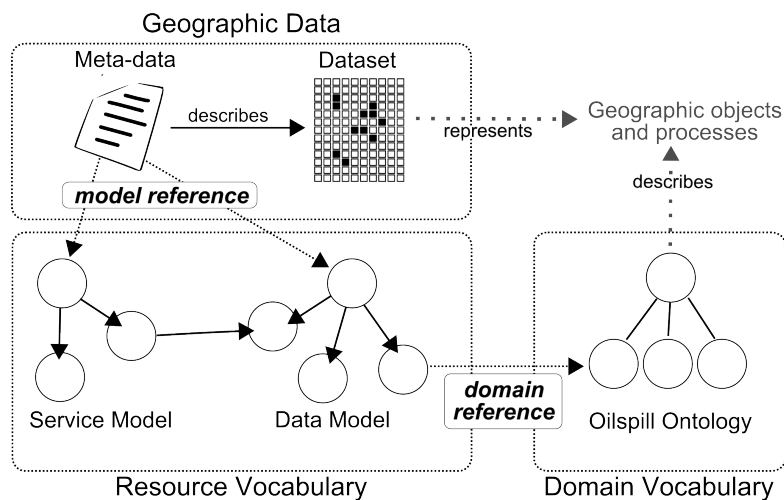 Geographic Data
Meta-data
Dataset
describes
represents
Geographic objects
and processes
model reference
describes
Service Model
Data Model
domain
reference
Oilspill Ontology
Resource Vocabulary
Domain Vocabulary